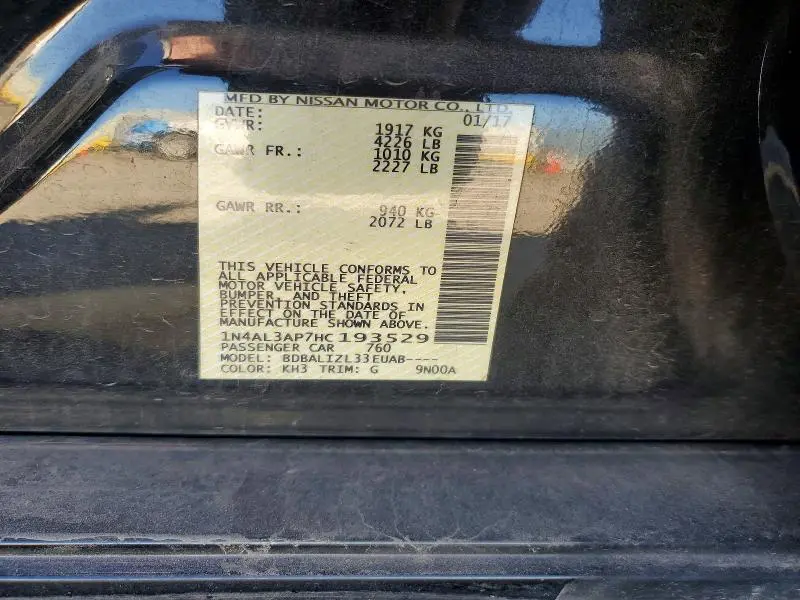 MFD BY NISSAN MOTOR CO., LTD.
DATE: 01/17
GVWR: 1917 KG
4226 LB
GAWR FR.: 1010 KG
2227 LB
GAWR RR.: 940 KG
2072 LB
THIS VEHICLE CONFORMS TO
ALL APPLICABLE FEDERAL
MOTOR VEHICLE SAFETY,
BUMPER, AND THEFT
PREVENTION STANDARDS IN
EFFECT ON THE DATE OF
MANUFACTURE SHOWN ABOVE.
1N4AL3AP7HC193529
PASSENGER CAR 760
MODEL: BDBALIZL33EUAB----
COLOR: KH3 TRIM: G 9N00A